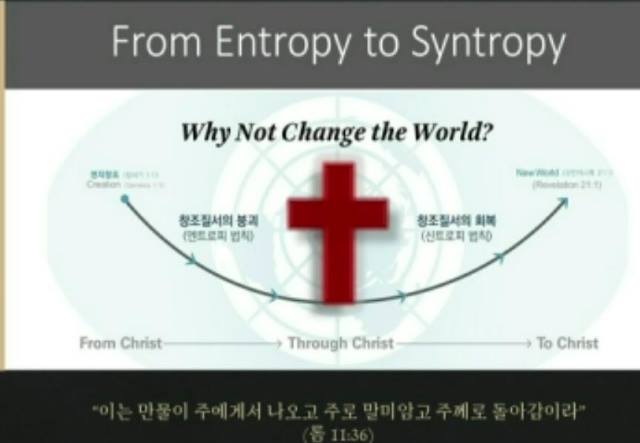 From Entropy to Syntropy
Why Not Change the World?
천지창조
Creation
New World
(Revelation 21:1)
창조질서의 붕괴
(엔트로피 법칙)
창조질서의 회복
(신트로피 법칙)
From Christ
Through Christ
To Christ
“이는 만물이 주에게서 나오고 주로 말미암고 주께로 돌아감이라”
(롬 11:36)